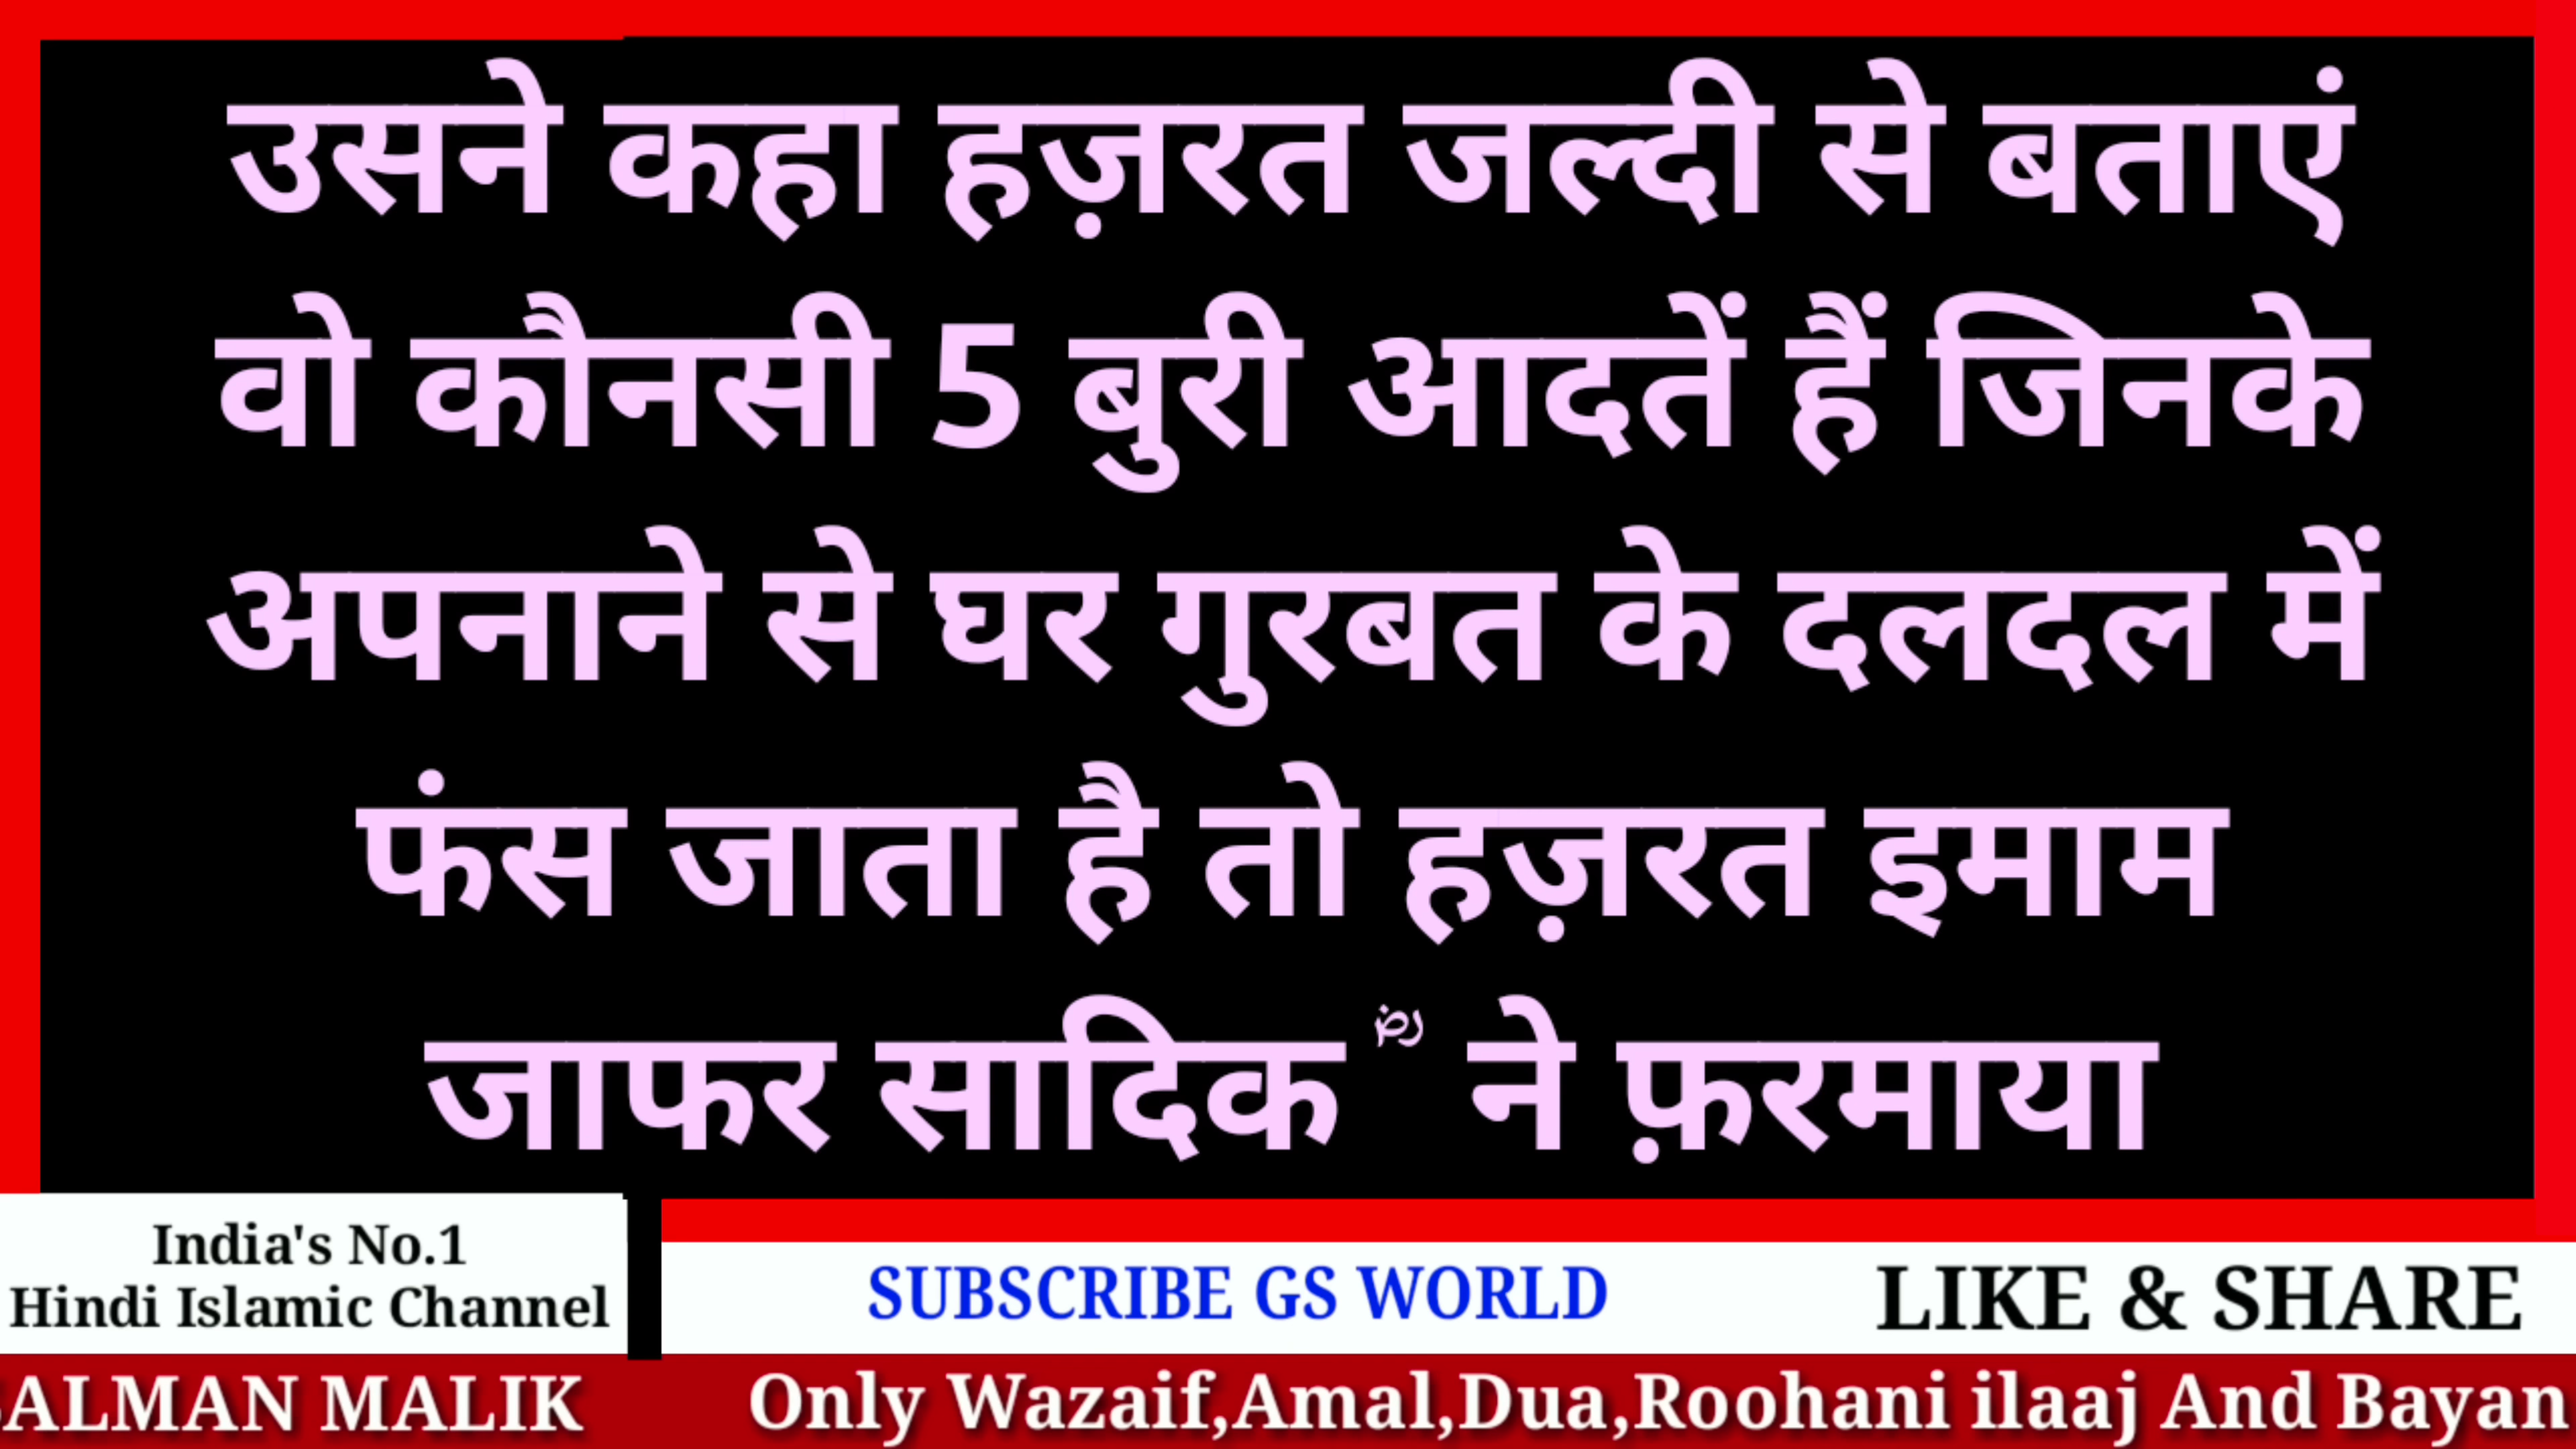 उसने कहा हज़रत जल्दी से बताएं
वो कौनसी 5 बुरी आदतें हैं जिनके
अपनाने से घर गुरबत के दलदल में
फंस जाता है तो हज़रत इमाम
जाफर सादिक ؓ ने फ़रमाया
India's No.1
Hindi Islamic Channel
SUBSCRIBE GS WORLD
LIKE & SHARE
SALMAN MALIK
Only Wazaif,Amal,Dua,Roohani ilaaj And Bayan